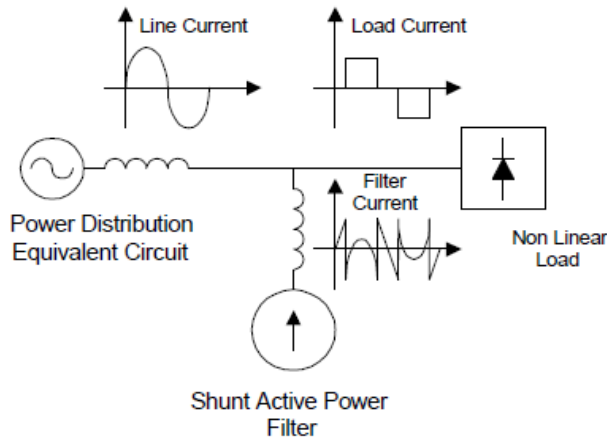 Line Current
Load Current
Filter
Current
Power Distribution
Equivalent Circuit
Non Linear
Load
Shunt Active Power
Filter